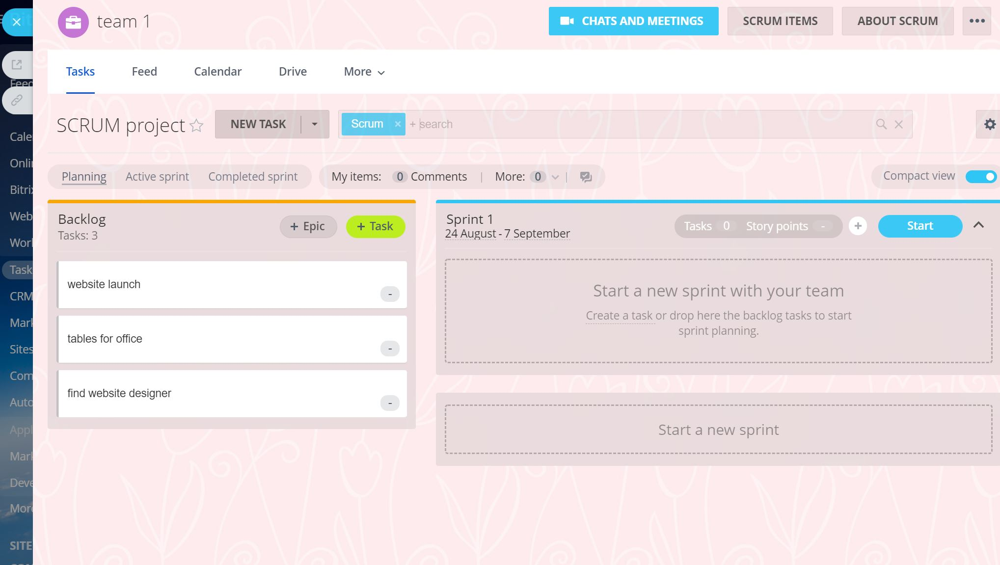 team 1
CHATS AND MEETINGS
SCRUM ITEMS
ABOUT SCRUM
Tasks
Feed
Calendar
Drive
More
SCRUM project
NEW TASK
Scrum
+ search
Planning
Active sprint
Completed sprint
My items: 0 Comments | More: 0 |
Compact view
Backlog
Tasks: 3
+ Epic
+ Task
website launch
-
tables for office
-
find website designer
-
Sprint 1
24 August - 7 September
Tasks 0 Story points -
+
Start
Start a new sprint with your team
Create a task or drop here the backlog tasks to start
sprint planning.
Start a new sprint
Feed
Cale
Onli
Bitrix
Web
Work
Task
CRM
Mark
Sites
Com
Auto
Appl
Mark
Deve
More
SITE